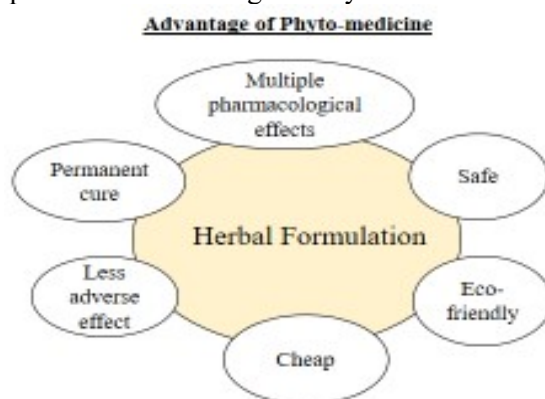 Advantage of Phyto-medicine
Multiple
pharmacological
effects
Permanent
cure
Safe
Herbal Formulation
Less
adverse
effect
Eco-
friendly
Cheap